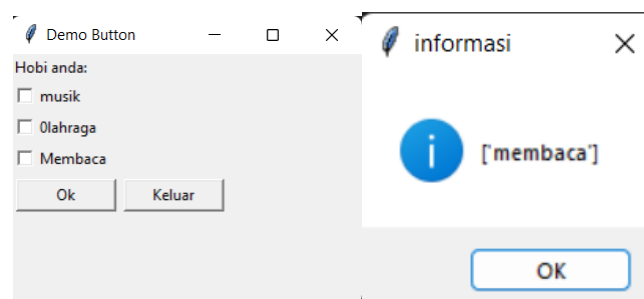 Demo Button
Hobi anda:
musik
0lahraga
Membaca
Ok Keluar
informasi
['membaca']
OK